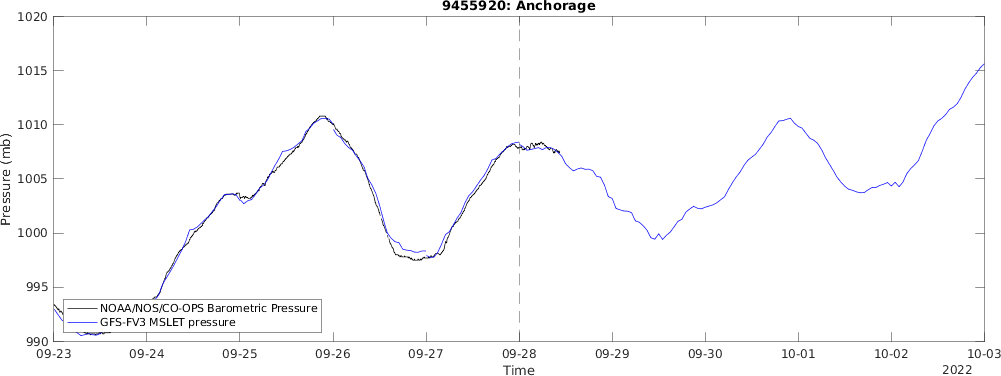 9455920: Anchorage
Pressure (mb)
1020
1015
1010
1005
1000
995
990
NOAA/NOS/CO-OPS Barometric Pressure
GFS-FV3 MSLET pressure
09-23 09-24 09-25 09-26 09-27 09-28 09-29 09-30 10-01 10-02 10-03
Time
2022